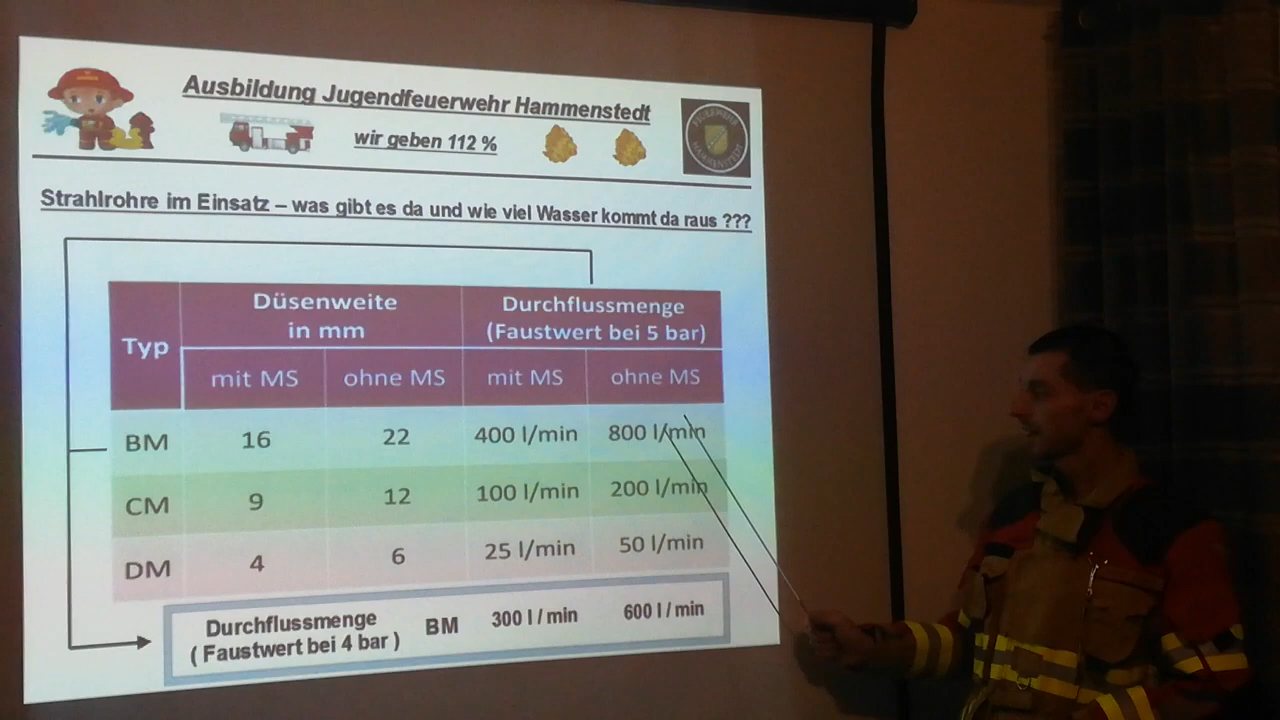 Ausbildung Jugendfeuerwehr Hammenstedt
wir geben 112 %
FEUERWEHR
HAMMENSTEDT
Strahlrohre im Einsatz – was gibt es da und wie viel Wasser kommt da raus ???
Typ Düsenweite in mm Durchflussmenge (Faustwert bei 5 bar)
mit MS ohne MS mit MS ohne MS
BM 16 22 400 l/min 800 l/min
CM 9 12 100 l/min 200 l/min
DM 4 6 25 l/min 50 l/min
Durchflussmenge BM 300 l / min 600 l / min
( Faustwert bei 4 bar )